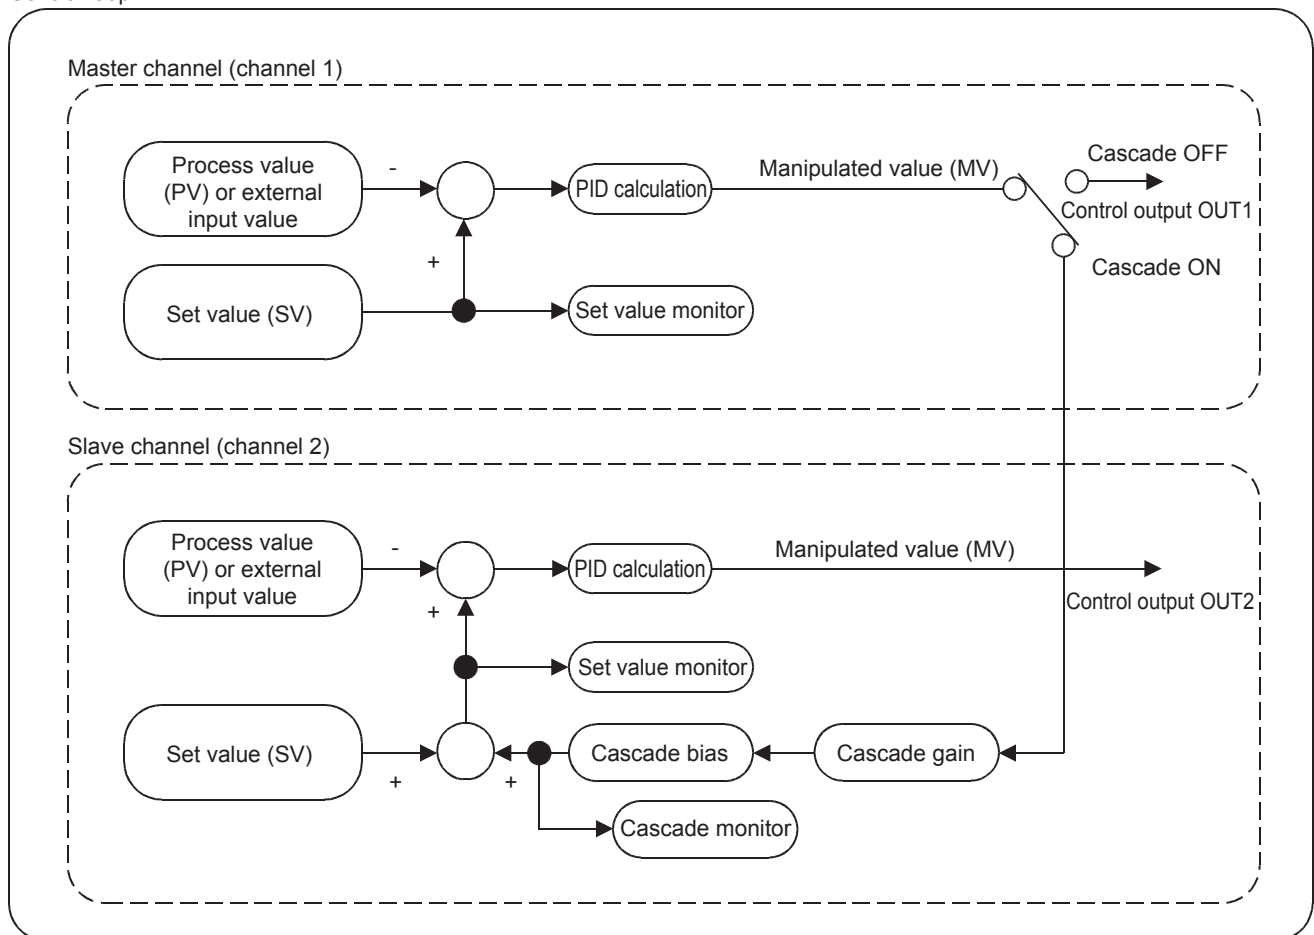 Master channel (channel 1)
Process value
(PV) or external
input value
-
+
PID calculation
Manipulated value (MV)
Cascade OFF
Control output OUT1
Cascade ON
Set value (SV)
Set value monitor
Slave channel (channel 2)
Process value
(PV) or external
input value
-
+
PID calculation
Manipulated value (MV)
Control output OUT2
Set value monitor
Set value (SV)
+
+
Cascade bias
Cascade gain
Cascade monitor